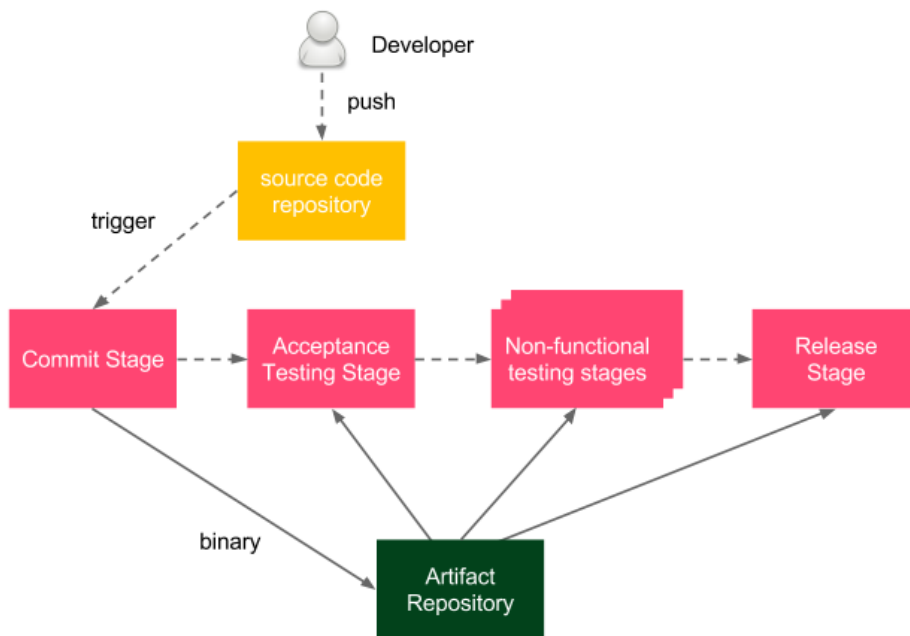 Developer
push
source code
repository
trigger
Commit Stage
Acceptance
Testing Stage
Non-functional
testing stages
Release
Stage
binary
Artifact
Repository